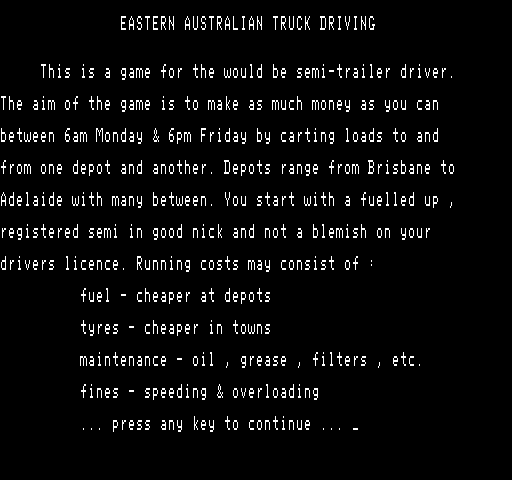 EASTERN AUSTRALIAN TRUCK DRIVING
This is a game for the would be semi-trailer driver.
The aim of the game is to make as much money as you can
between 6am Monday & 6pm Friday by carting loads to and
from one depot and another. Depots range from Brisbane to
Adelaide with many between. You start with a fuelled up ,
registered semi in good nick and not a blemish on your
drivers licence. Running costs may consist of :
fuel - cheaper at depots
tyres - cheaper in towns
maintenance - oil , grease , filters , etc.
fines - speeding & overloading
... press any key to continue ... _